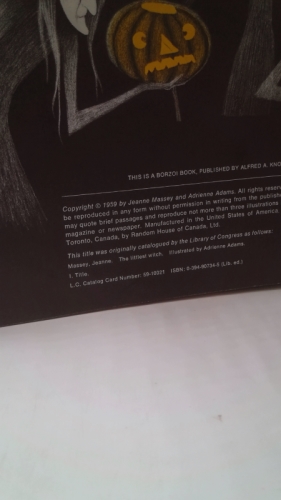 THIS IS A BORZOI BOOK, PUBLISHED BY ALFRED A. KNO
Copyright © 1959 by Jeanne Massey and Adrienne Adams. All rights reserv
be reproduced in any form without permission in writing from the publish
may quote brief passages and reproduce not more than three illustrations
magazine or newspaper. Manufactured in the United States of America
Toronto, Canada, by Random House of Canada, Ltd.
This title was originally catalogued by the Library of Congress as follows:
Massey, Jeanne. The littlest witch. Illustrated by Adrienne Adams.
I. Title.
L.C. Catalog Card Number: ISBN: (Lib. ed.)